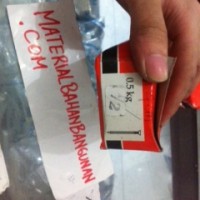 MATERIALBAHANBANGUNAN
.COM
0,5 kg
1/2"